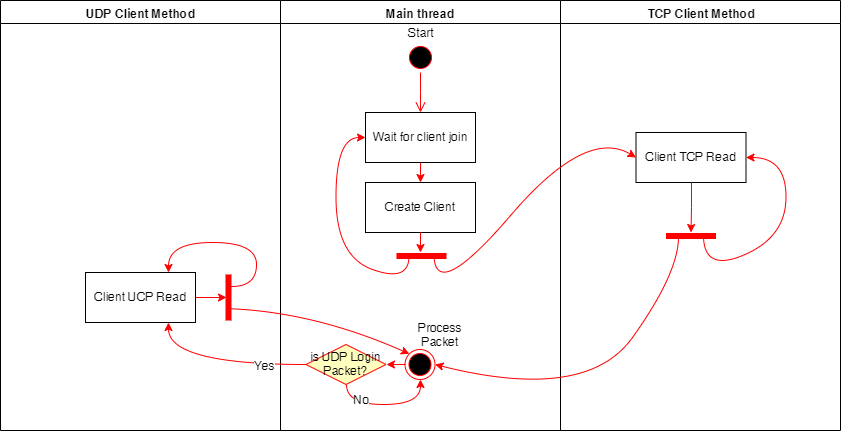 UDP Client Method
Main thread
TCP Client Method
Start
Wait for client join
Client TCP Read
Create Client
Client UCP Read
Process
Packet
is UDP Login
Packet?
Yes
No